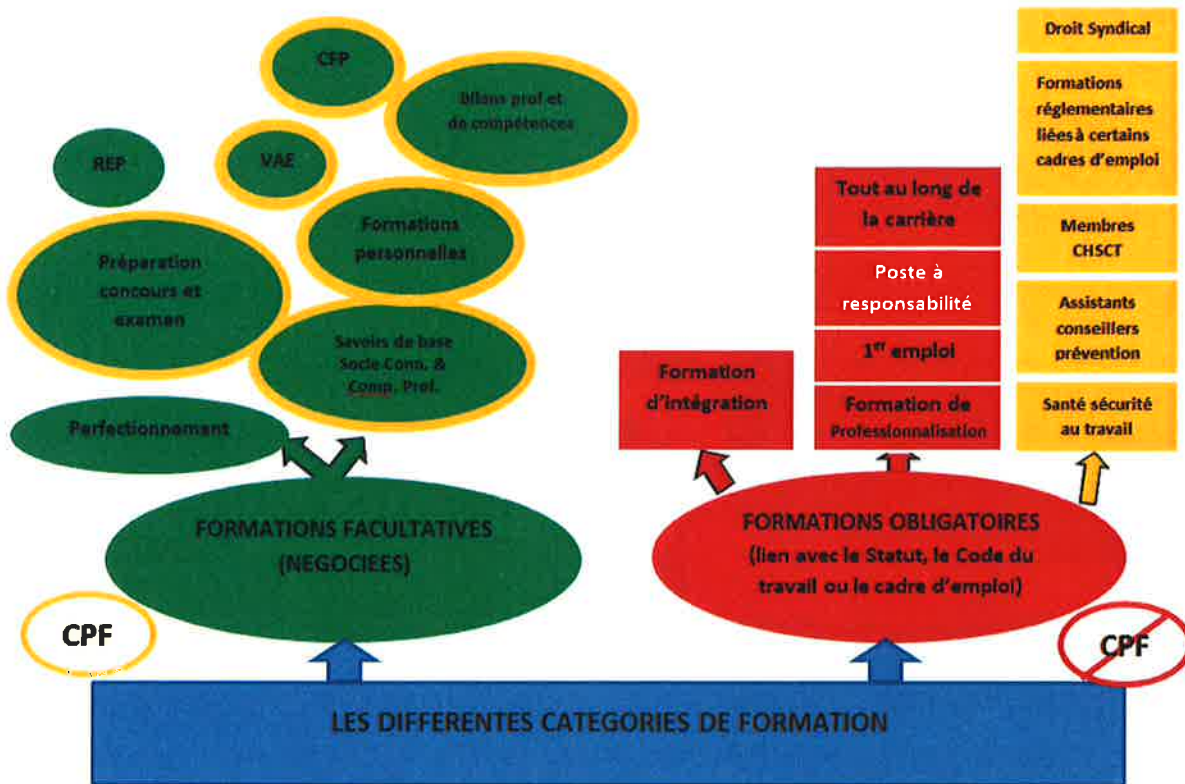 CFP
Bilans prof et
de compétences
REP
VAE
Formations
personnelles
Préparation
concours et
examen
Savoirs de base
Socle Conn. &
Comp. Prof.
Perfectionnement
FORMATIONS FACULTATIVES
(NEGOCIEES)
CPF
Droit Syndical
Formations
réglementaires
liées à certains
cadres d'emploi
Membres
CHSCT
Assistants
conseillers
prévention
Santé sécurité
au travail
Tout au long de
la carrière
Poste à
responsabilité
1er emploi
Formation de
Professionnalisation
Formation
d'intégration
FORMATIONS OBLIGATOIRES
(lien avec le Statut, le Code du
travail ou le cadre d'emploi)
CPF
LES DIFFERENTES CATEGORIES DE FORMATION